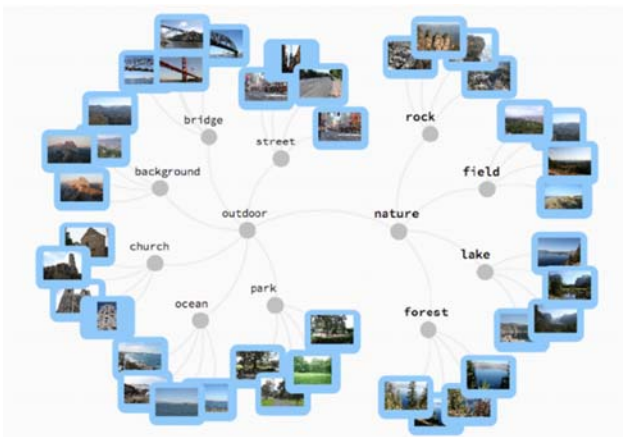 bridge
street
rock
background
field
outdoor
nature
church
lake
ocean
park
forest